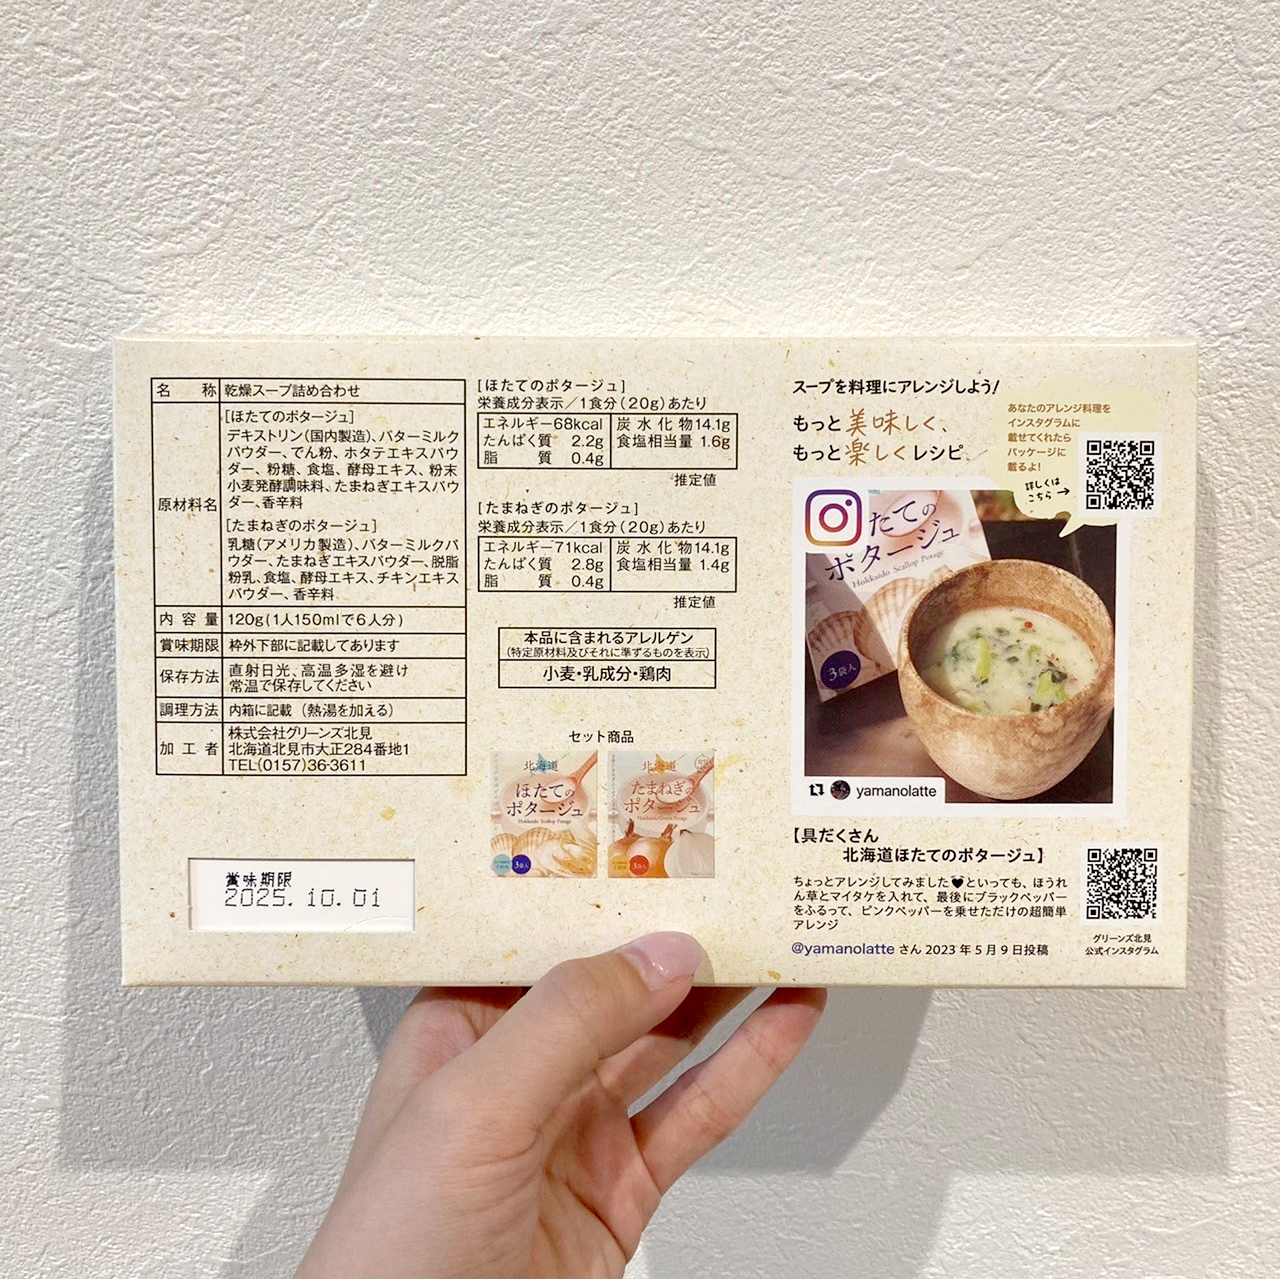 名称 乾燥スープ詰め合わせ
原材料名
[ほたてのポタージュ]
デキストリン(国内製造)、バターミルク
パウダー、でん粉、ホタテエキスパウ
ダー、粉糖、食塩、酵母エキス、粉末
小麦発酵調味料、たまねぎエキスパウ
ダー、香辛料
[たまねぎのポタージュ]
乳糖(アメリカ製造)、バターミルクパ
ウダー、たまねぎエキスパウダー、脱脂
粉乳、食塩、酵母エキス、チキンエキス
パウダー、香辛料
内容量 120g(1人150mlで6人分)
賞味期限 枠外下部に記載してあります
保存方法 直射日光、高温多湿を避け
常温で保存してください
調理方法 内箱に記載(熱湯を加える)
加工者
株式会社グリーンズ北見
北海道北見市大正284番地1
TEL(0157)36-3611
賞味期限
2025.10.01
[ほたてのポタージュ]
栄養成分表示/1食分(20g)あたり
エネルギー68kcal 炭水化物14.1g
たんぱく質 2.2g 食塩相当量 1.6g
脂質 0.4g
推定値
[たまねぎのポタージュ]
栄養成分表示/1食分(20g)あたり
エネルギー71kcal 炭水化物14.1g
たんぱく質 2.8g 食塩相当量 1.4g
脂質 0.4g
推定値
本品に含まれるアレルゲン
(特定原材料及びそれに準ずるものを表示)
小麦・乳成分・鶏肉
セット商品
北海道
ほたての
ポタージュ
Hokkaido Scallop Potage
3袋入
北海道
たまねぎの
ポタージュ
Hokkaido Onion Potage
3袋入
スープを料理にアレンジしよう!
もっと美味しく、
もっと楽しくレシピ
あなたのアレンジ料理を
インスタグラムに
載せてくれたら
パッケージに
載るよ!
詳しくは
こちら→
たての
ポタージュ
Hokkaido Scallop Potage
3袋入
yamanolatte
【具だくさん
北海道ほたてのポタージュ】
ちょっとアレンジしてみました♥といっても、ほうれ
ん草とマイタケを入れて、最後にブラックペッパー
をふるって、ピンクペッパーを乗せただけの超簡単
アレンジ
@yamanolatte さん 2023年5月9日投稿
グリーンズ北見
公式インスタグラム